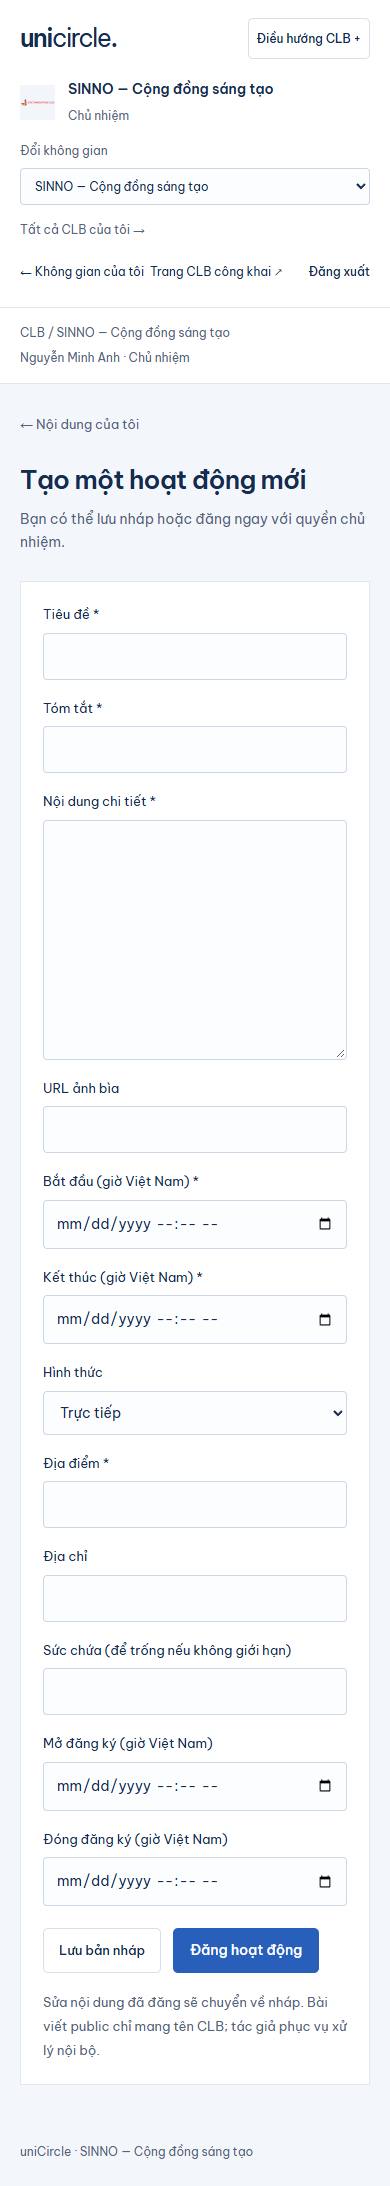 unicircle.
Điều hướng CLB +
SINNO — Cộng đồng sáng tạo
Chủ nhiệm
Đổi không gian
SINNO — Cộng đồng sáng tạo
Tất cả CLB của tôi →
← Không gian của tôi Trang CLB công khai ↗ Đăng xuất
CLB / SINNO — Cộng đồng sáng tạo
Nguyễn Minh Anh · Chủ nhiệm
← Nội dung của tôi
Tạo một hoạt động mới
Bạn có thể lưu nháp hoặc đăng ngay với quyền chủ
nhiệm.
Tiêu đề *
Tóm tắt *
Nội dung chi tiết *
URL ảnh bìa
Bắt đầu (giờ Việt Nam) *
mm/dd/yyyy --:-- --
Kết thúc (giờ Việt Nam) *
mm/dd/yyyy --:-- --
Hình thức
Trực tiếp
Địa điểm *
Địa chỉ
Sức chứa (để trống nếu không giới hạn)
Mở đăng ký (giờ Việt Nam)
mm/dd/yyyy --:-- --
Đóng đăng ký (giờ Việt Nam)
mm/dd/yyyy --:-- --
Lưu bản nháp Đăng hoạt động
Sửa nội dung đã đăng sẽ chuyển về nháp. Bài
viết public chỉ mang tên CLB; tác giả phục vụ xử
lý nội bộ.
uniCircle · SINNO — Cộng đồng sáng tạo